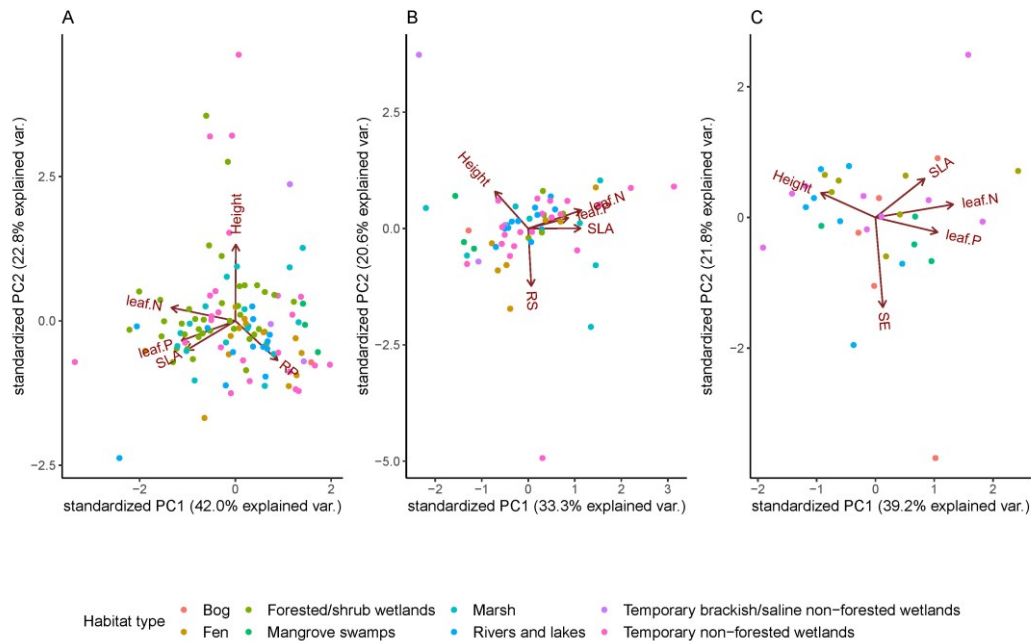 A
standardized PC2 (22.8% explained var.)
2.5
0.0
−2.5
Height
leaf.N
leaf.P
SLA
RP
−2
0
2
standardized PC1 (42.0% explained var.)
B
standardized PC2 (20.6% explained var.)
2.5
0.0
−2.5
−5.0
Height
leaf.N
leaf.P
SLA
RS
−2
−1
0
1
2
3
standardized PC1 (33.3% explained var.)
C
standardized PC2 (21.8% explained var.)
2
0
−2
Height
SLA
leaf.N
leaf.P
SE
−2
−1
0
1
2
standardized PC1 (39.2% explained var.)
Habitat type
Bog
Fen
Forested/shrub wetlands
Mangrove swamps
Marsh
Rivers and lakes
Temporary brackish/saline non-forested wetlands
Temporary non-forested wetlands